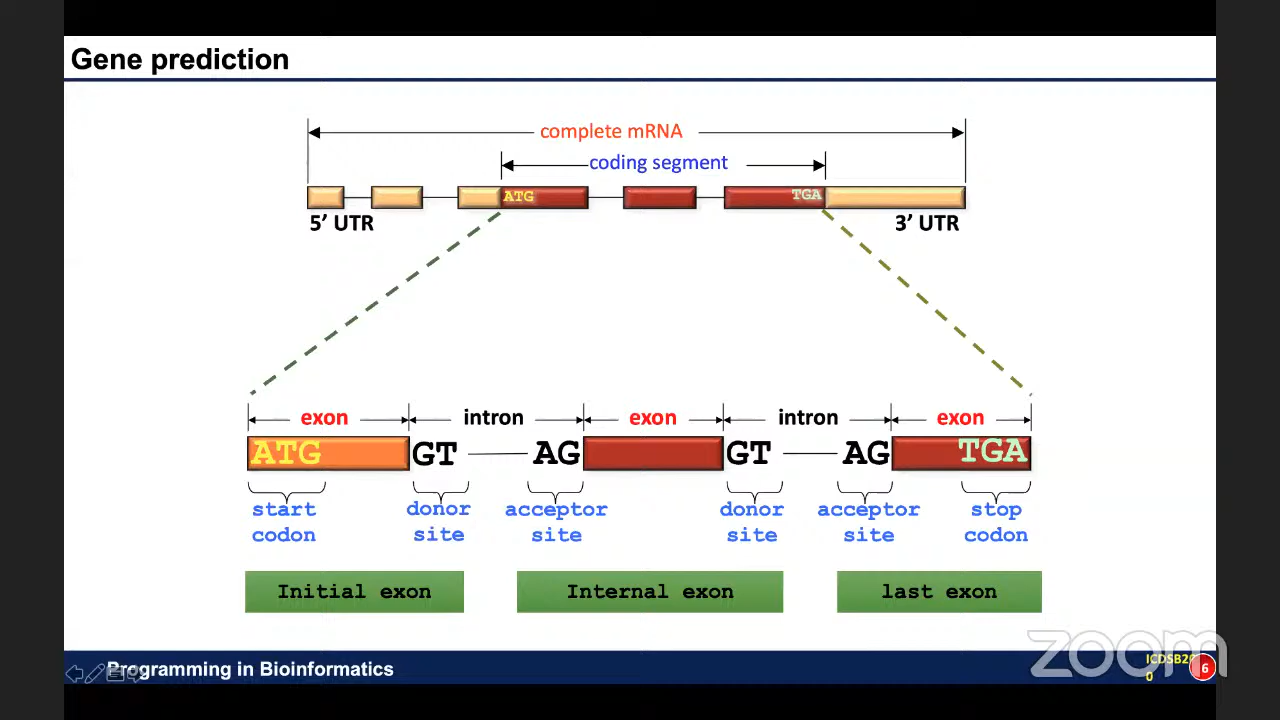 Gene prediction
complete mRNA
coding segment
ATG
TGA
5’ UTR
3’ UTR
exon intron exon intron exon
ATG GT AG GT AG TGA
start donor acceptor donor acceptor stop
codon site site site site codon
Initial exon Internal exon last exon
zoom
Programming in Bioinformatics
ICDSB20
0
6